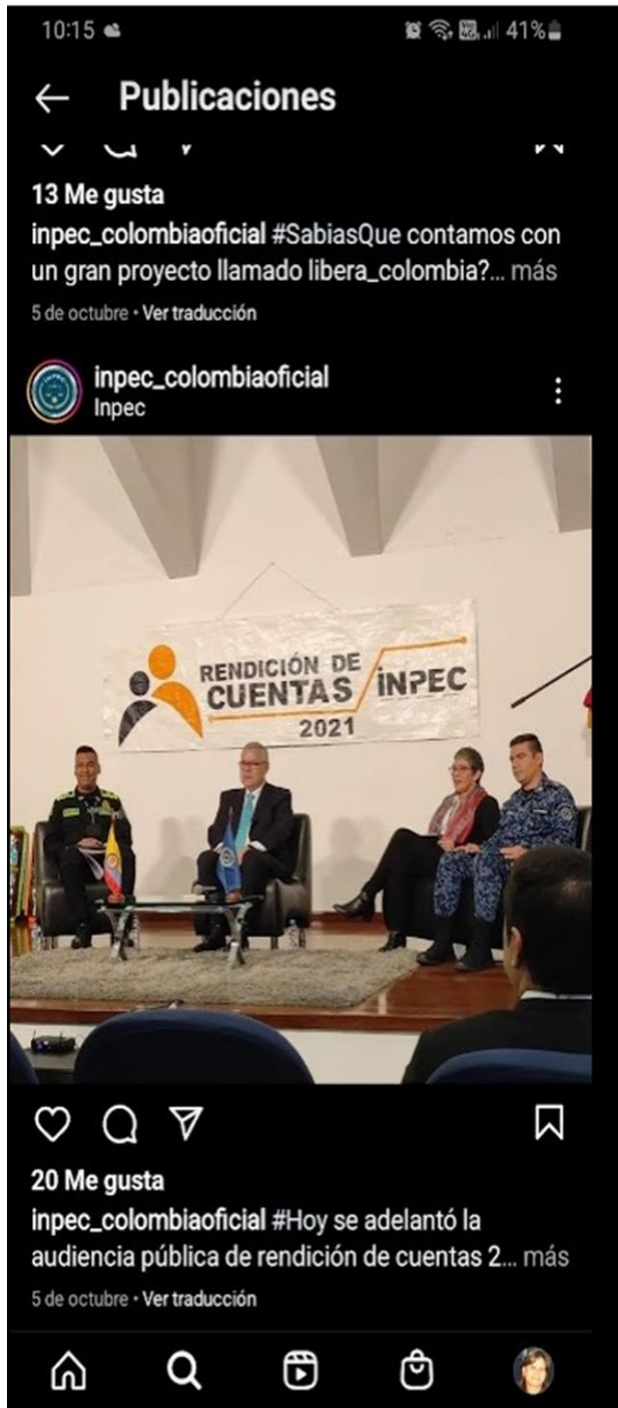 10:15
41%
Publicaciones
13 Me gusta
inpec_colombiaoficial #SabiasQue contamos con
un gran proyecto llamado libera_colombia?... más
5 de octubre • Ver traducción
inpec_colombiaoficial
Inpec
RENDICIÓN DE
CUENTAS INPEC
2021
20 Me gusta
inpec_colombiaoficial #Hoy se adelantó la
audiencia pública de rendición de cuentas 2... más
5 de octubre • Ver traducción